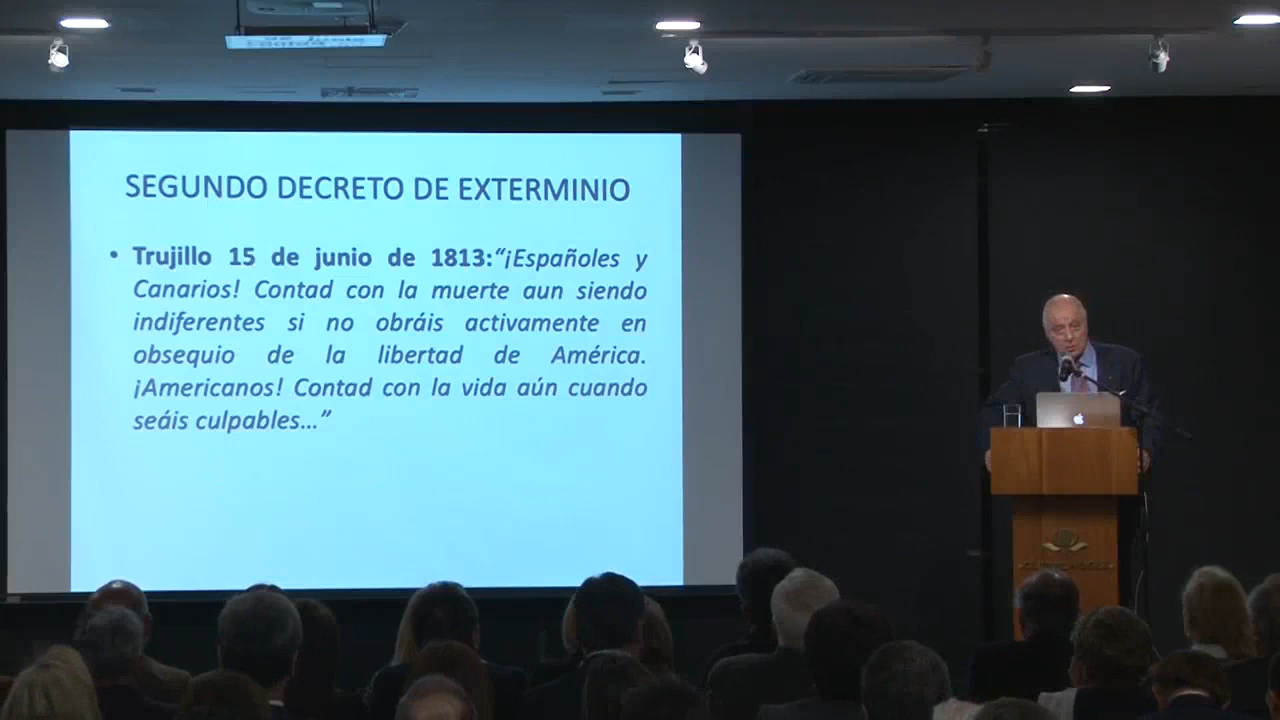 SEGUNDO DECRETO DE EXTERMINIO
• Trujillo 15 de junio de 1813:“¡Españoles y
Canarios! Contad con la muerte aun siendo
indiferentes si no obráis activamente en
obsequio de la libertad de América.
¡Americanos! Contad con la vida aún cuando
seáis culpables...”